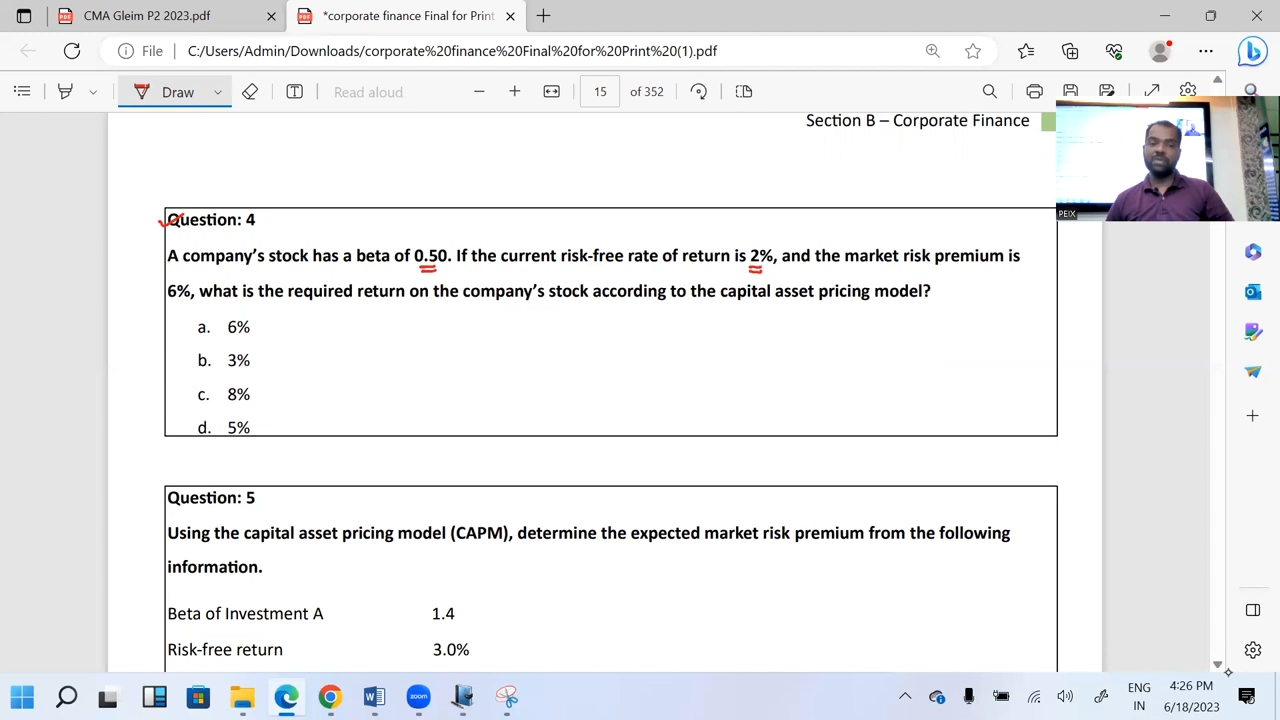 CMA Gleim P2 2023.pdf
*corporate finance Final for Print
File
C:/Users/Admin/Downloads/corporate%20finance%20Final%20for%20Print%20(1).pdf
Draw
Read aloud
15
of 352
Section B – Corporate Finance
PEIX
Question: 4
A company’s stock has a beta of 0.50. If the current risk-free rate of return is 2%, and the market risk premium is
6%, what is the required return on the company’s stock according to the capital asset pricing model?
a. 6%
b. 3%
c. 8%
d. 5%
Question: 5
Using the capital asset pricing model (CAPM), determine the expected market risk premium from the following
information.
Beta of Investment A 1.4
Risk-free return 3.0%
zoom
ENG
IN
4:26 PM
6/18/2023